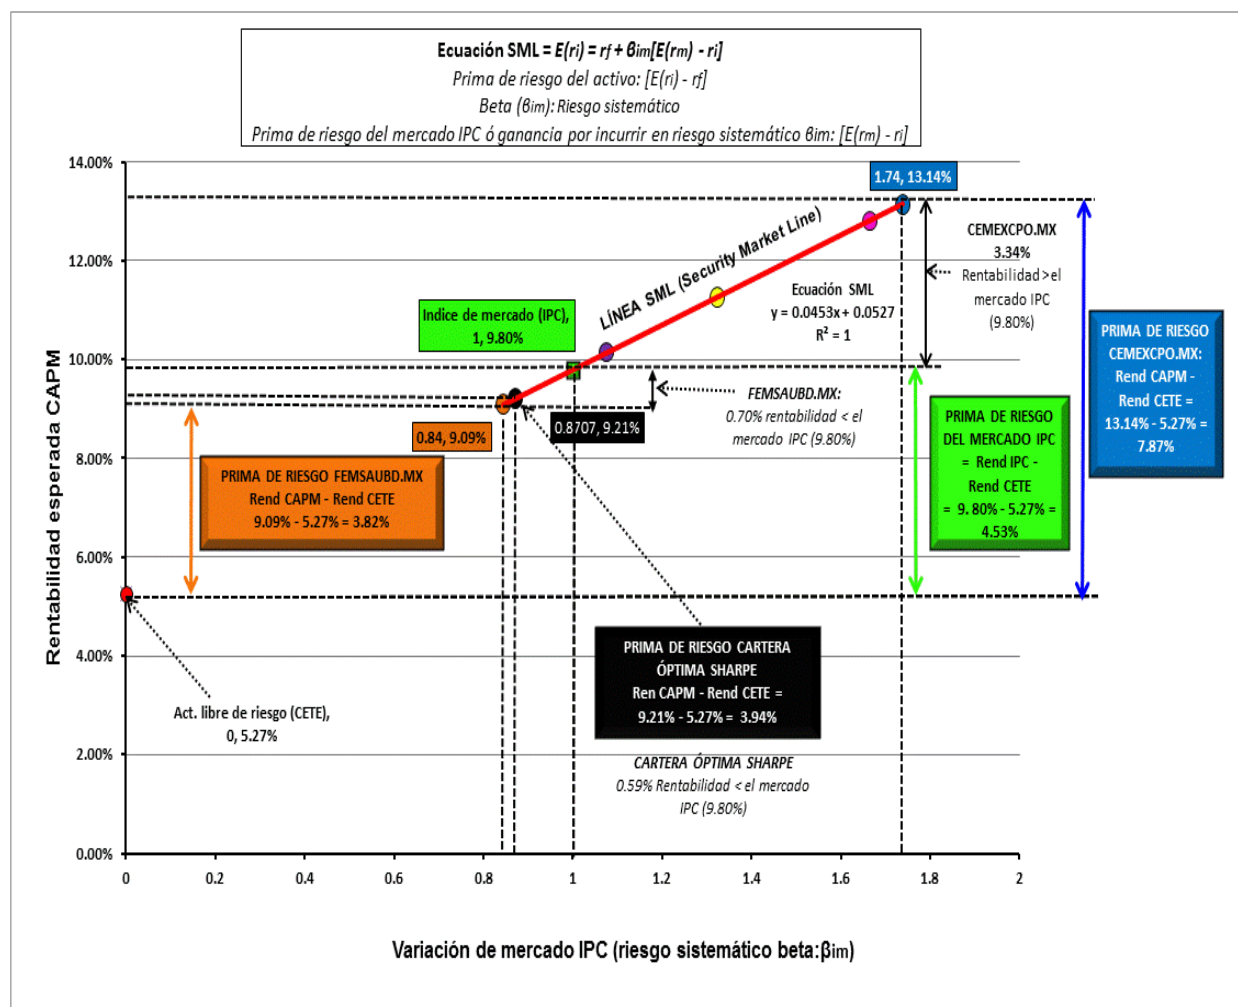 Ecuación SML = E(ri) = rf + βim[E(rm) - ri]
Prima de riesgo del activo: [E(ri) - rf]
Beta (βim): Riesgo sistemático
Prima de riesgo del mercado IPC ó ganancia por incurrir en riesgo sistemático βim: [E(rm) - ri]
14.00%
12.00%
10.00%
8.00%
6.00%
4.00%
2.00%
0.00%
Rentabilidad esperada CAPM
1.74, 13.14%
LÍNEA SML (Security Market Line)
CEMEXCPO.MX
3.34%
Rentabilidad > el
mercado IPC
(9.80%)
Ecuación SML
y = 0.0453x + 0.0527
R² = 1
Indice de mercado (IPC),
1, 9.80%
PRIMA DE RIESGO
CEMEXCPO.MX:
Rend CAPM -
Rend CETE =
13.14% - 5.27% =
7.87%
FEMSAUBD.MX:
0.70% rentabilidad < el
mercado IPC (9.80%)
0.84, 9.09%
0.8707, 9.21%
PRIMA DE RIESGO
DEL MERCADO IPC
= Rend IPC -
Rend CETE
= 9. 80% - 5.27% =
4.53%
PRIMA DE RIESGO FEMSAUBD.MX
Rend CAPM - Rend CETE
9.09% - 5.27% = 3.82%
PRIMA DE RIESGO CARTERA
ÓPTIMA SHARPE
Ren CAPM - Rend CETE =
9.21% - 5.27% = 3.94%
Act. libre de riesgo (CETE),
0, 5.27%
CARTERA ÓPTIMA SHARPE
0.59% Rentabilidad < el mercado
IPC (9.80%)
0
0.2
0.4
0.6
0.8
1
1.2
1.4
1.6
1.8
2
Variación de mercado IPC (riesgo sistemático beta:βim)